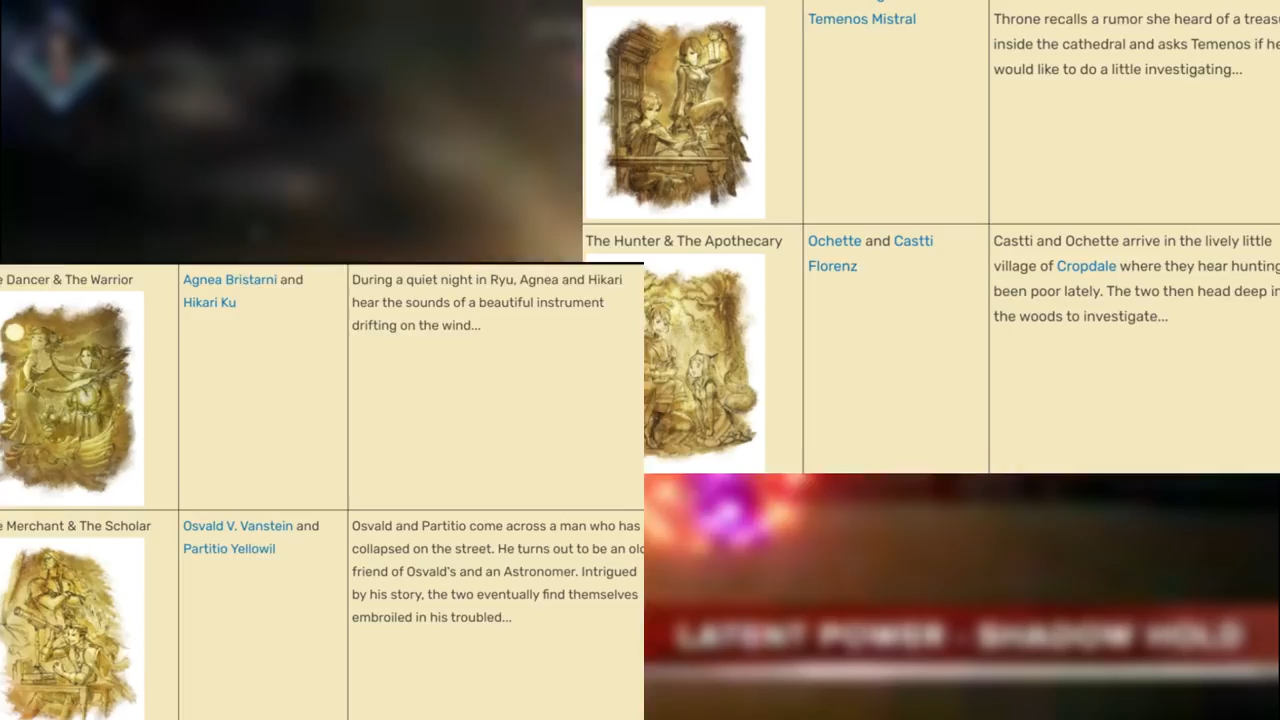 Temenos Mistral
Throne recalls a rumor she heard of a
inside the cathedral and asks Temenos if he
would like to do a little investigating...
The Hunter & The Apothecary
Ochette and Castti
Florenz
Castti and Ochette arrive in the lively little
village of Cropdale where they hear hunting
been poor lately. The two then head deep
the woods to investigate...
The Dancer & The Warrior
Agnea Bristarni and
Hikari Ku
During a quiet night in Ryu, Agnea and Hikari
hear the sounds of a beautiful instrument
drifting on the wind...
The Merchant & The Scholar
Osvald V. Vanstein and
Partitio Yellowil
Osvald and Partitio come across a man who has
collapsed on the street. He turns out to be an
friend of Osvald's and an Astronomer. Intrigued
by his story, the two eventually find themselves
embroiled in his troubled...
LATENT POWER - SHADOW HOLD